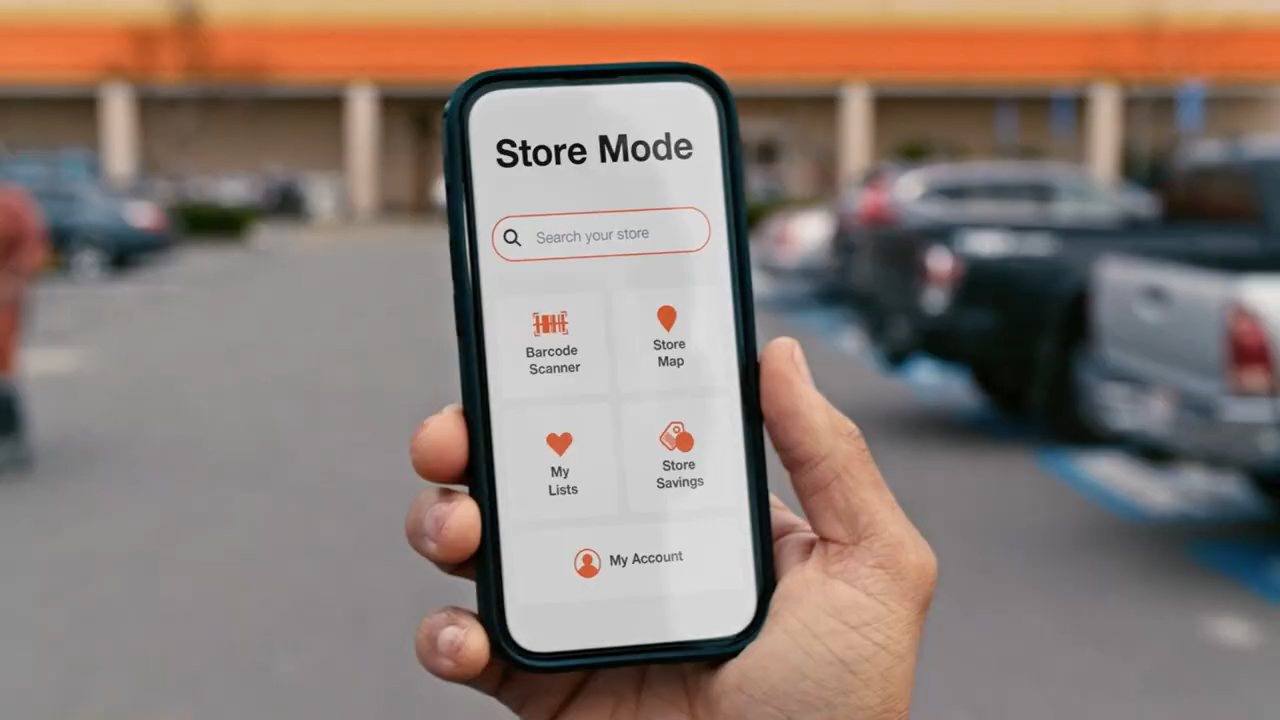 Store Mode
Search your store
Barcode
Scanner
Store
Map
My
Lists
Store
Savings
My Account